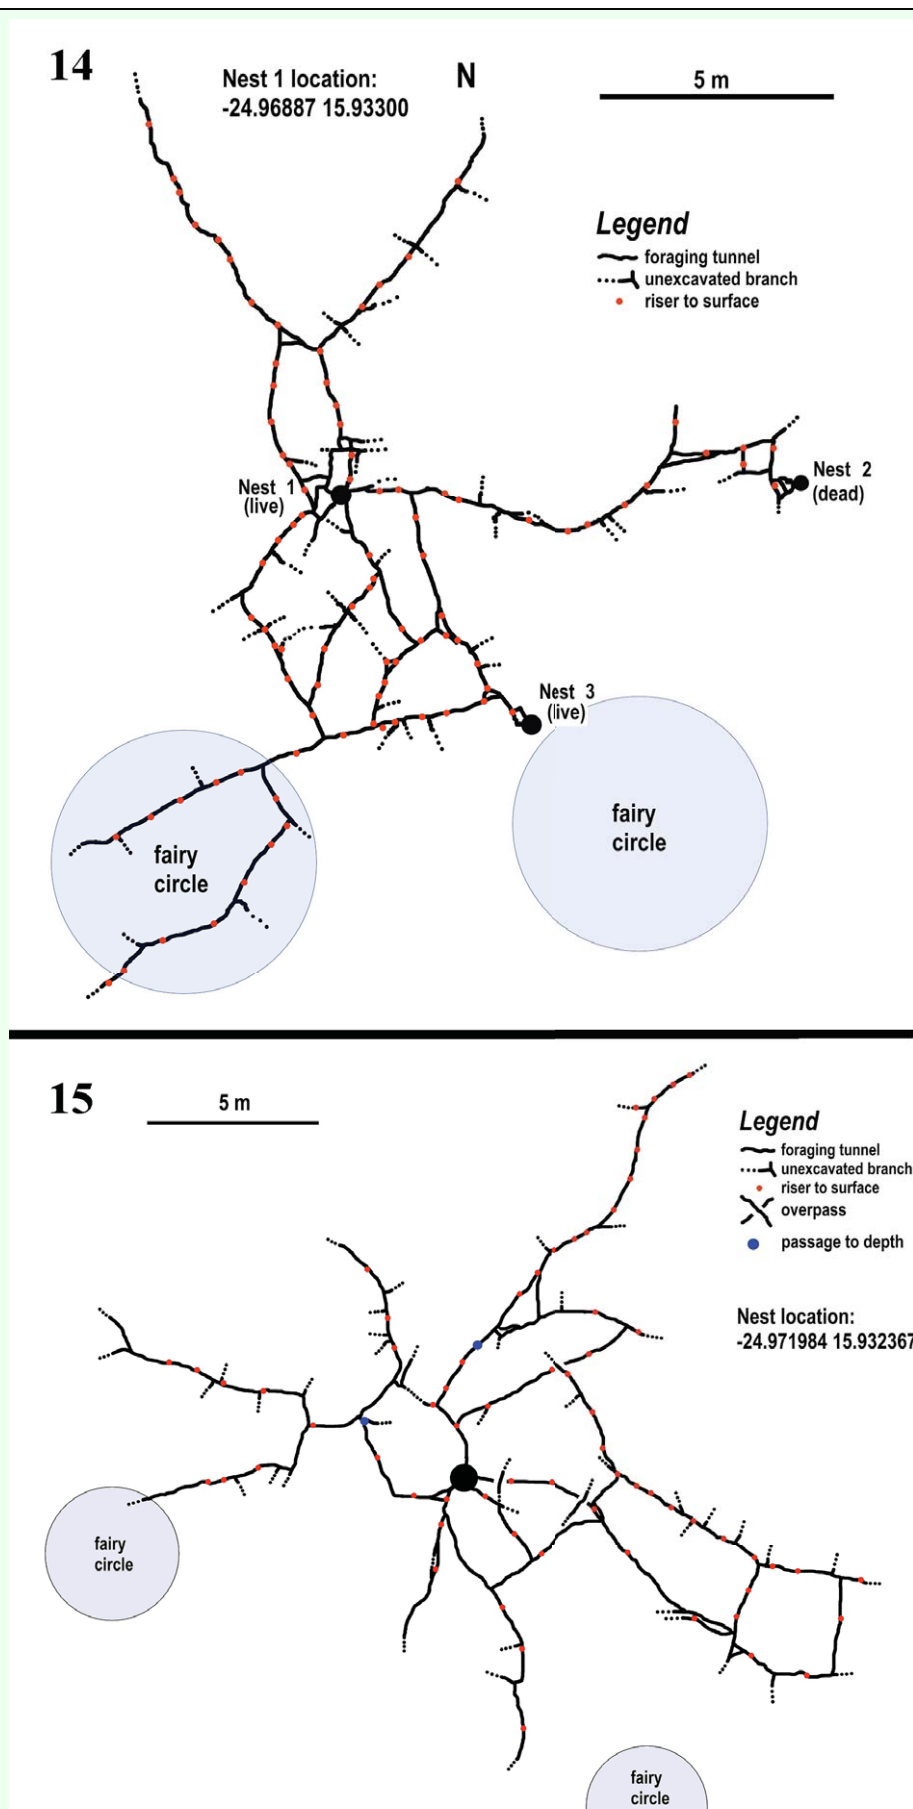 14
Nest 1 location:
-24.96887 15.93300
N
5 m
Legend
foraging tunnel
unexcavated branch
riser to surface
Nest 1
(live)
Nest 2
(dead)
Nest 3
(live)
fairy
circle
fairy
circle
15
5 m
Legend
foraging tunnel
unexcavated branch
riser to surface
overpass
passage to depth
Nest location:
-24.971984 15.932367
fairy
circle
fairy
circle